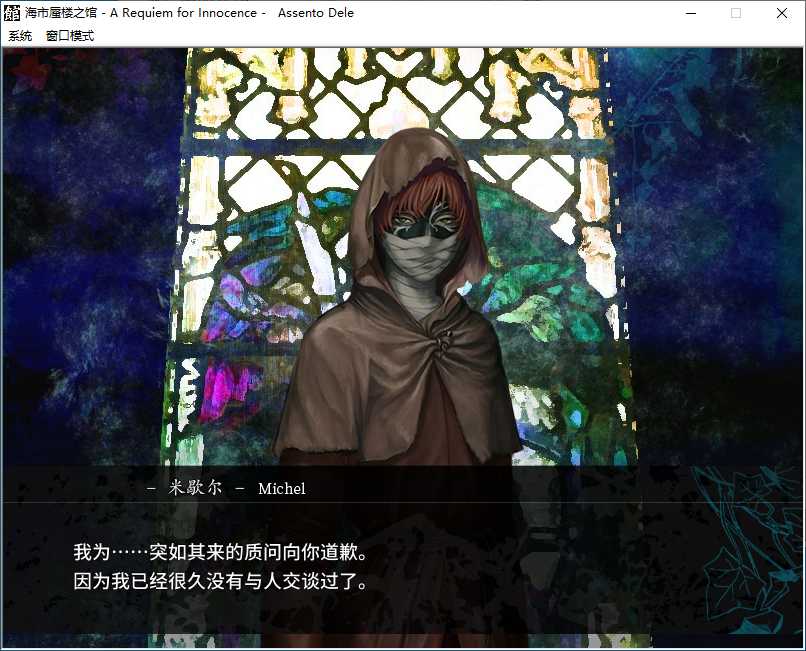 海市蜃楼之馆 - A Requiem for Innocence -   Assento Dele
系统 窗口模式
– 米歇尔 – Michel
我为……突如其来的质问向你道歉。
因为我已经很久没有与人交谈过了。